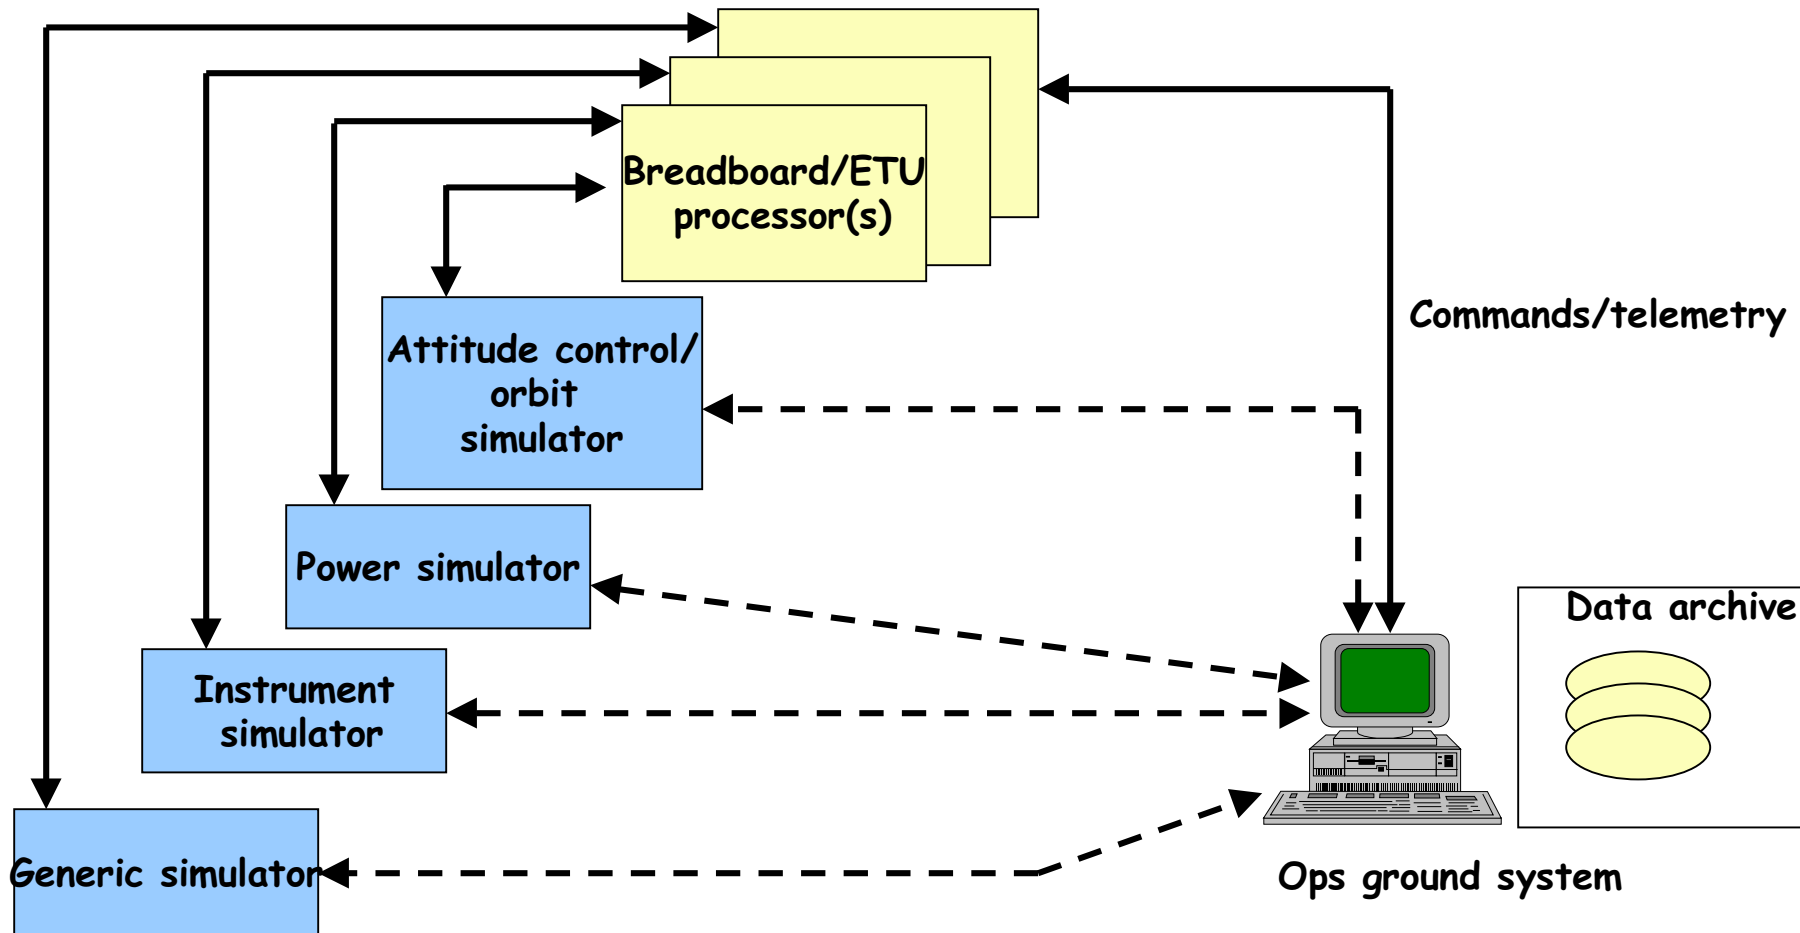 Breadboard/ETU
processor(s)
Attitude control/
orbit
simulator
Commands/telemetry
Power simulator
Data archive
Instrument
simulator
Generic simulator
Ops ground system